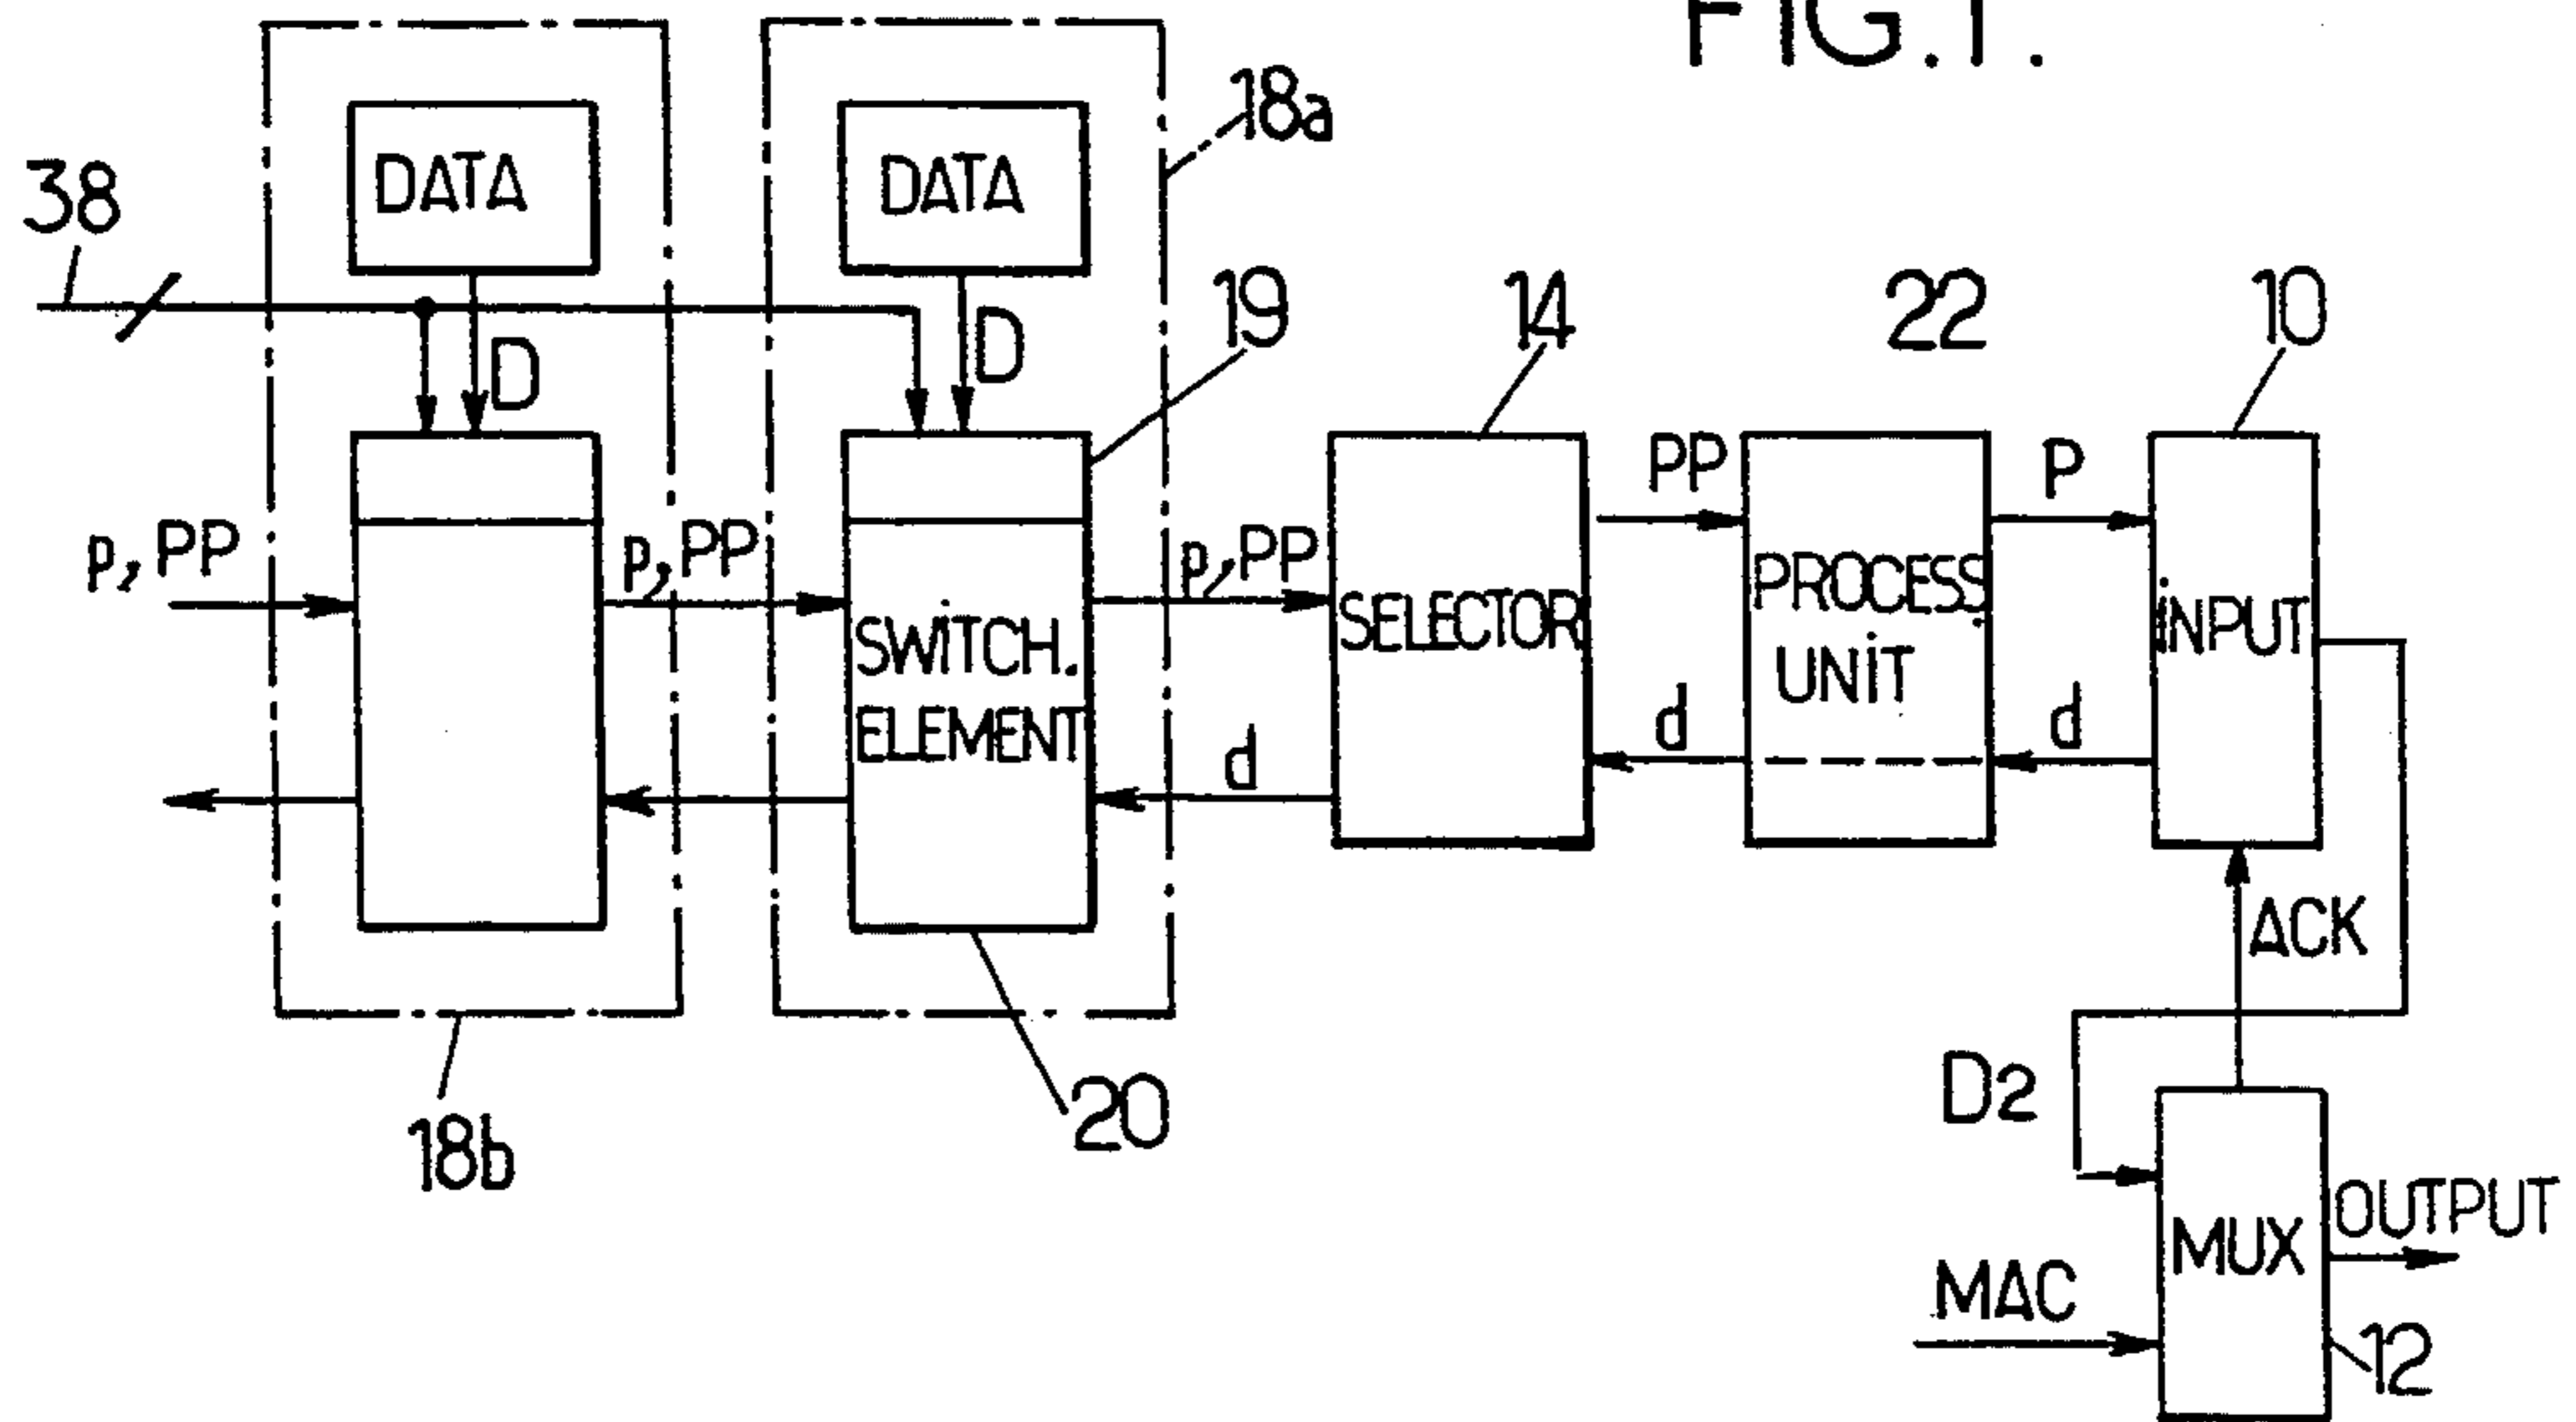 FIG.1.
18a
DATA
DATA
38
19
14
22
10
D
D
PP
P
p, PP
p, PP
p, PP
SWITCH.
ELEMENT
SELECTOR
PROCESS.
UNIT
INPUT
d
d
d
ACK
D2
20
18b
MUX
OUTPUT
MAC
12